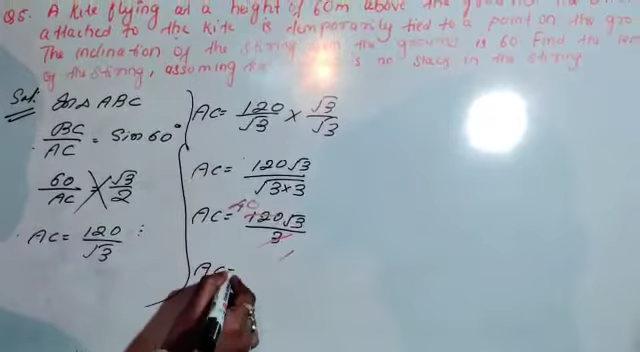 Q5. A kite flying at a height of 60m above the
attached to the kite is temporarily tied to a point on the
The inclination of the string the ground is 60. Find the
of the string, assuming is no slack in the string
Sol. In Δ ABC
BC/AC = Sin 60°
60/AC = √3/2
AC = 120/√3
AC = 120/√3 × √3/√3
AC = 120√3/√3×3
40
AC = 120√3/3
1
AC=